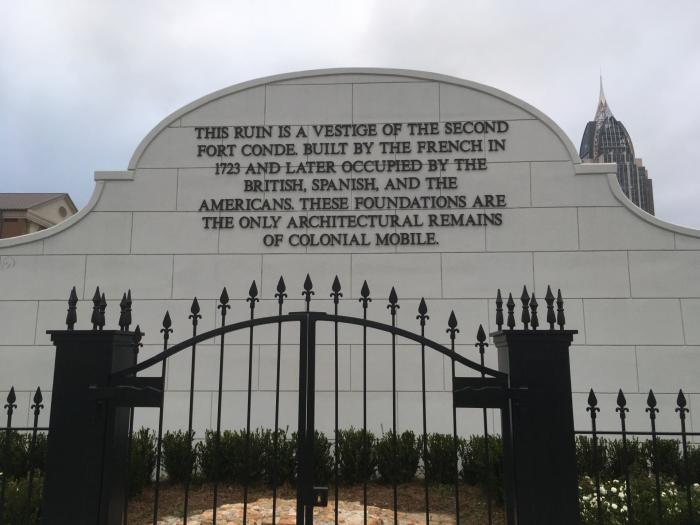 THIS RUIN IS A VESTIGE OF THE SECOND
FORT CONDE. BUILT BY THE FRENCH IN
1723 AND LATER OCCUPIED BY THE
BRITISH, SPANISH, AND THE
AMERICANS. THESE FOUNDATIONS ARE
THE ONLY ARCHITECTURAL REMAINS
OF COLONIAL MOBILE.